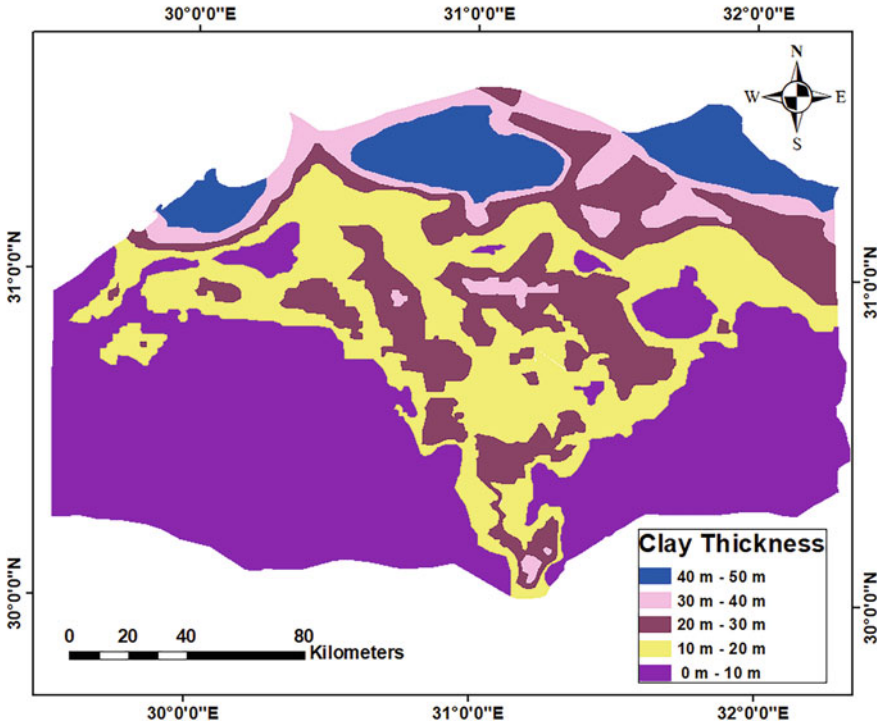 30°0'0"E 31°0'0"E 32°0'0"E
N
W E
S
31°0'0"N
31°0'0"N
30°0'0"N
30°0'0"N
Clay Thickness
40 m - 50 m
30 m - 40 m
20 m - 30 m
10 m - 20 m
0 m - 10 m
0 20 40 80
Kilometers
30°0'0"E 31°0'0"E 32°0'0"E